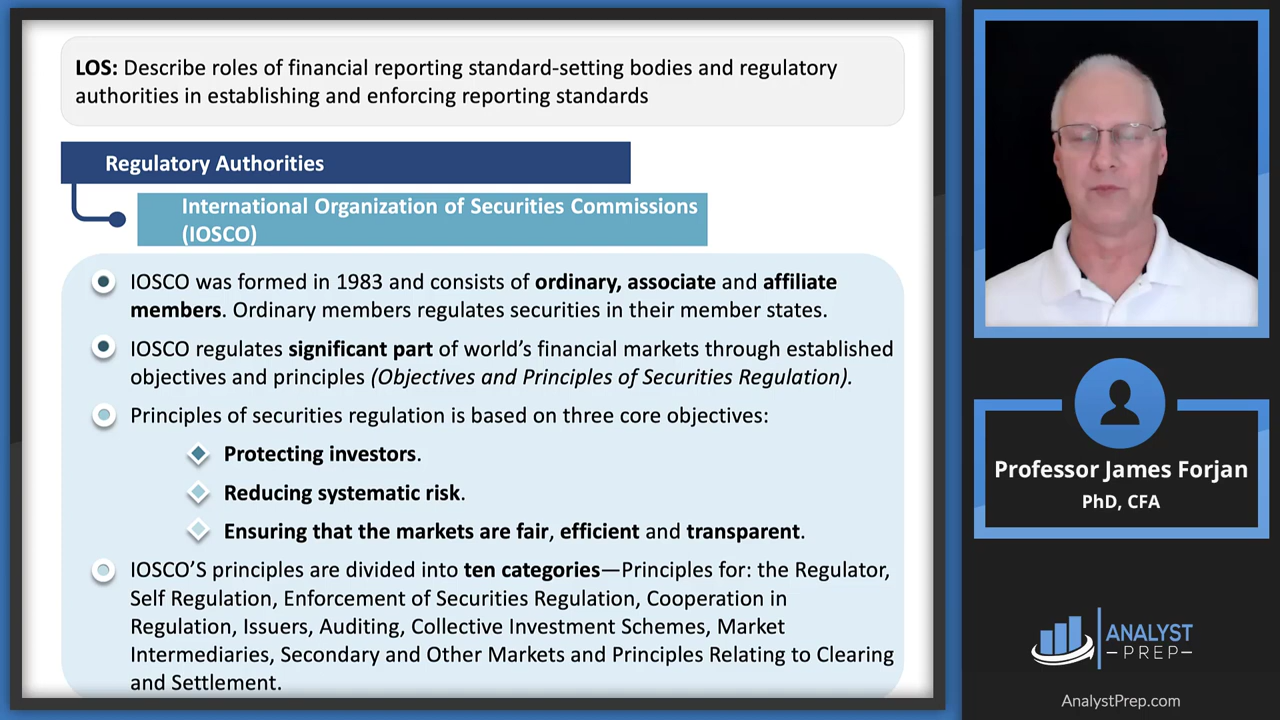 LOS: Describe roles of financial reporting standard-setting bodies and regulatory
authorities in establishing and enforcing reporting standards
Regulatory Authorities
International Organization of Securities Commissions
(IOSCO)
IOSCO was formed in 1983 and consists of ordinary, associate and affiliate
members. Ordinary members regulates securities in their member states.
IOSCO regulates significant part of world's financial markets through established
objectives and principles (Objectives and Principles of Securities Regulation).
Principles of securities regulation is based on three core objectives:
Protecting investors.
Reducing systematic risk.
Ensuring that the markets are fair, efficient and transparent.
IOSCO'S principles are divided into ten categories—Principles for: the Regulator,
Self Regulation, Enforcement of Securities Regulation, Cooperation in
Regulation, Issuers, Auditing, Collective Investment Schemes, Market
Intermediaries, Secondary and Other Markets and Principles Relating to Clearing
and Settlement.
Professor James Forjan
PhD, CFA
ANALYST
—PREP—
AnalystPrep.com